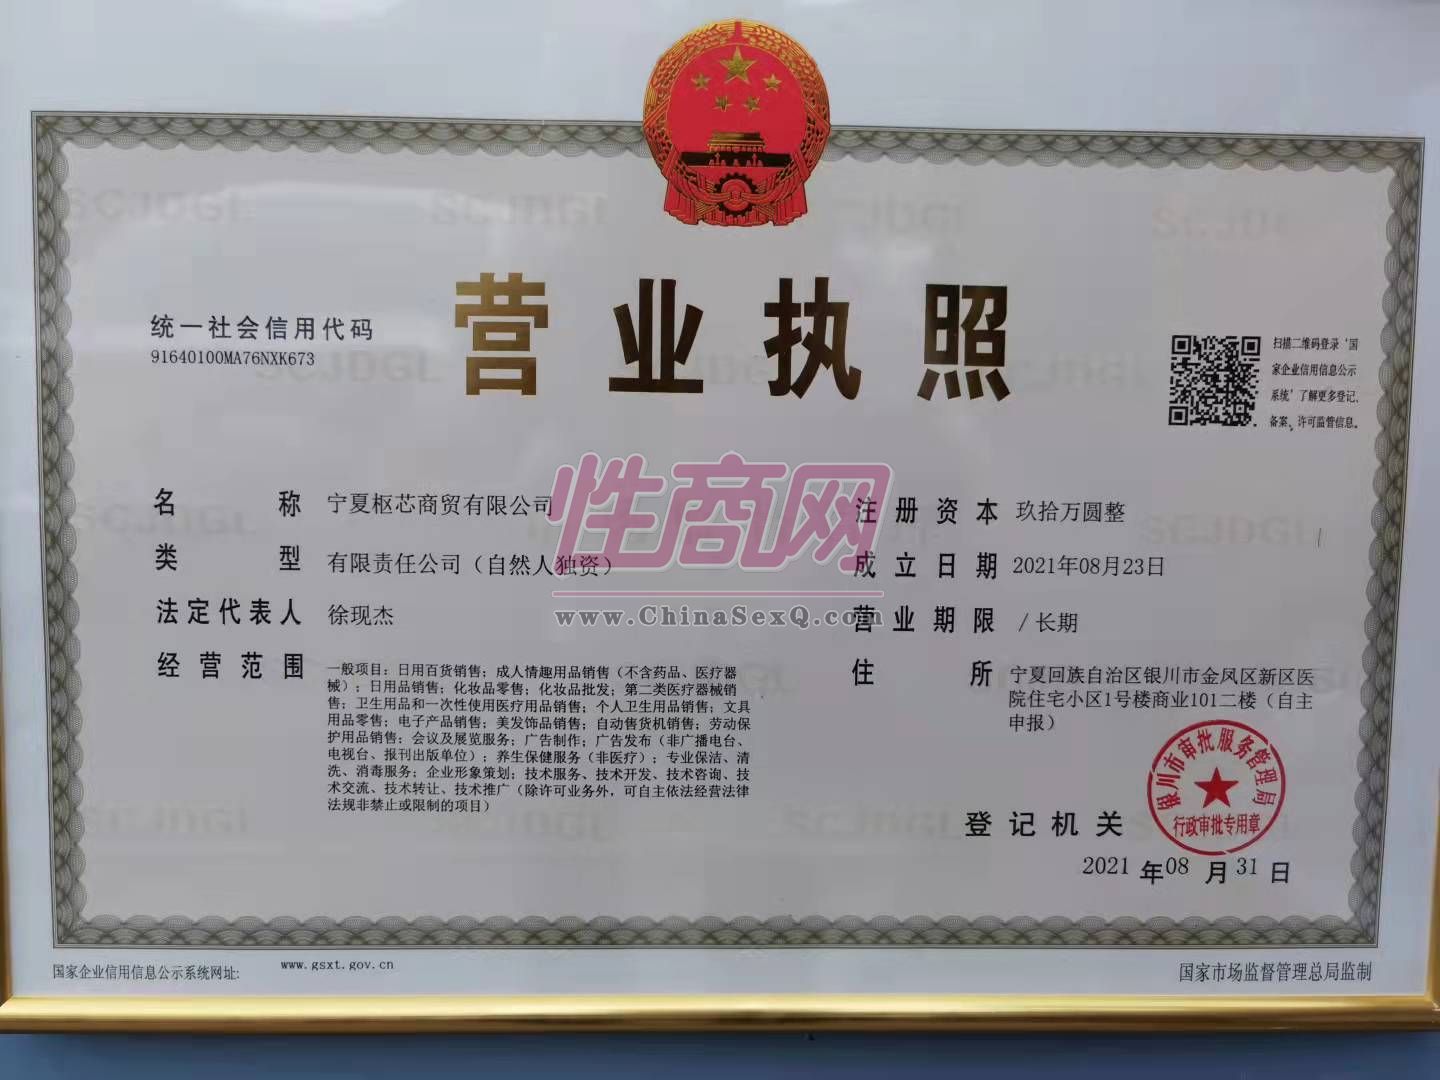 营业执照
统一社会信用代码
91640100MA76NXK673
扫描二维码登录‘国
家企业信用信息公示
系统’了解更多登记、
备案、许可监管信息。
名 称 宁夏枢芯商贸有限公司
类 型 有限责任公司（自然人独资）
法定代表人 徐现杰
经营范围 一般项目：日用百货销售；成人情趣用品销售（不含药品、医疗器
械）；日用品销售；化妆品零售；化妆品批发；第二类医疗器械销
售；卫生用品和一次性使用医疗用品销售；个人卫生用品销售；文具
用品零售；电子产品销售；美发饰品销售；自动售货机销售；劳动保
护用品销售；会议及展览服务；广告制作；广告发布（非广播电台、
电视台、报刊出版单位）；养生保健服务（非医疗）；专业保洁、清
洗、消毒服务；企业形象策划；技术服务、技术开发、技术咨询、技
术交流、技术转让、技术推广（除许可业务外，可自主依法经营法律
法规非禁止或限制的项目）
注册资本 玖拾万圆整
成立日期 2021年08月23日
营业期限 / 长期
住 所 宁夏回族自治区银川市金凤区新区医
院住宅小区1号楼商业101二楼（自主
申报）
性商网
www.ChinaSexQ.com
银川市审批服务管理局
行政审批专用章
登记机关
2021 年 08 月 31 日
国家企业信用信息公示系统网址: www.gsxt.gov.cn
国家市场监督管理总局监制
SCJDGL